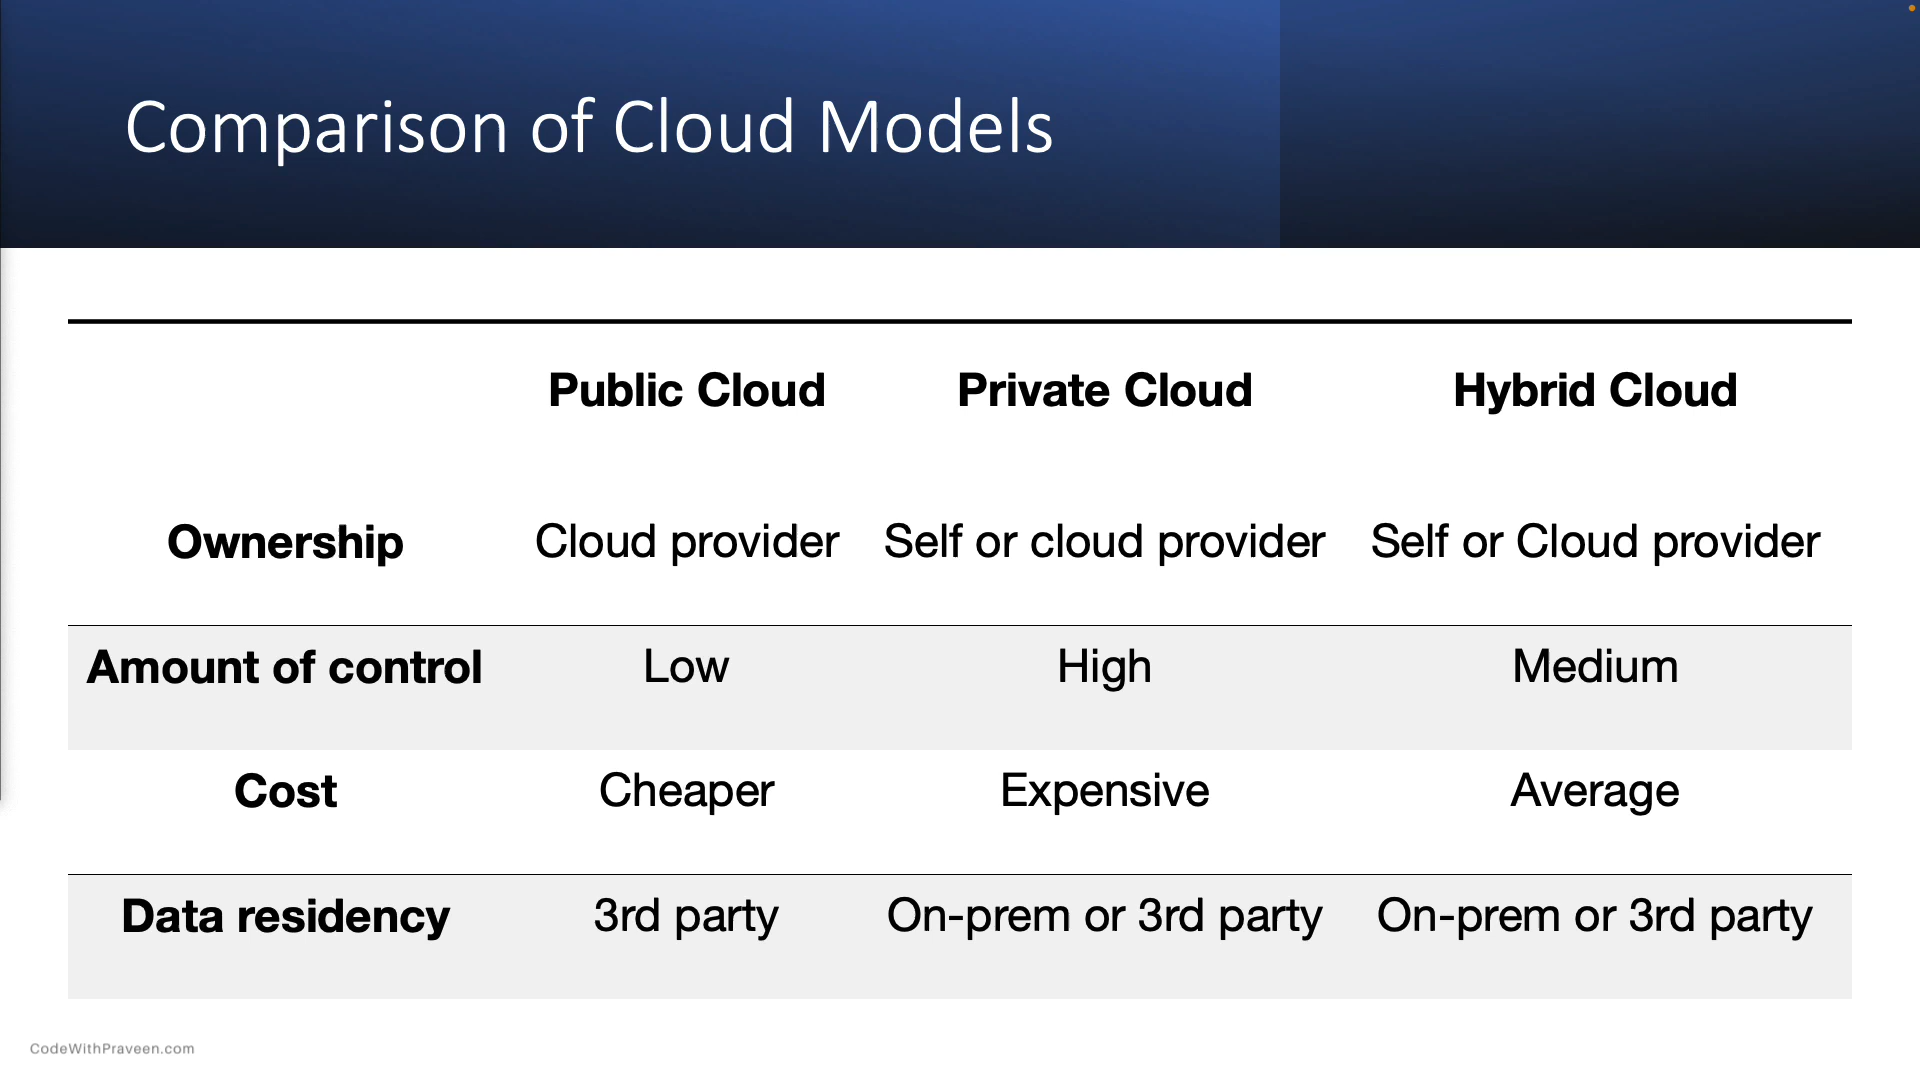 Comparison of Cloud Models
Public Cloud Private Cloud Hybrid Cloud
Ownership Cloud provider Self or cloud provider Self or Cloud provider
Amount of control Low High Medium
Cost Cheaper Expensive Average
Data residency 3rd party On-prem or 3rd party On-prem or 3rd party
CodeWithPraveen.com